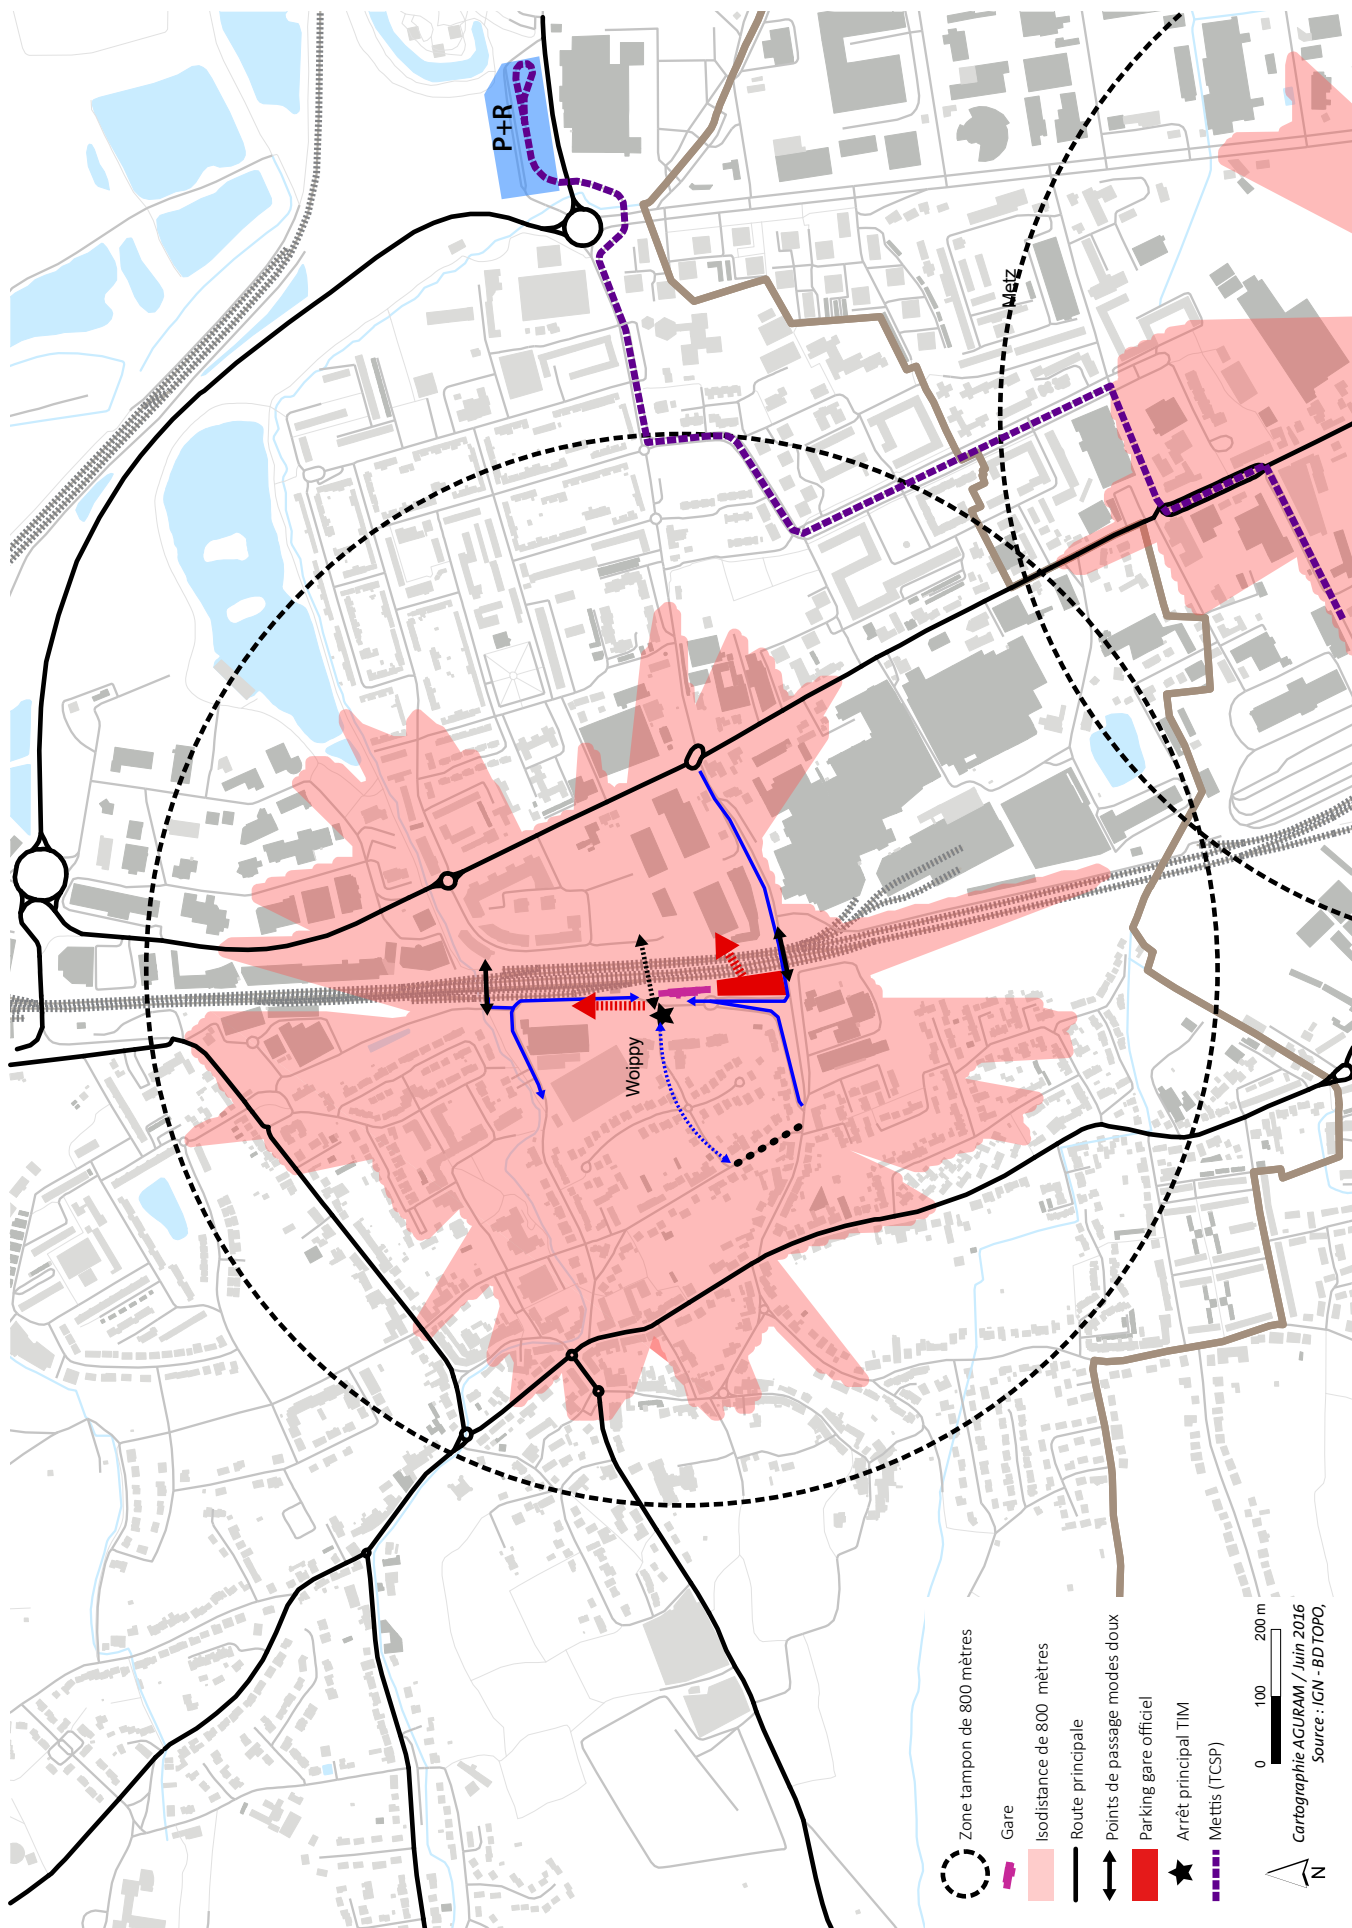 P+R
Metz
Woippy
Zone tampon de 800 mètres
Gare
Isodistance de 800 mètres
Route principale
Points de passage modes doux
Parking gare officiel
Arrêt principal TIM
Mettis (TCSP)
0 100 200 m
N
Cartographie AGURAM / Juin 2016
Source : IGN - BD TOPO,